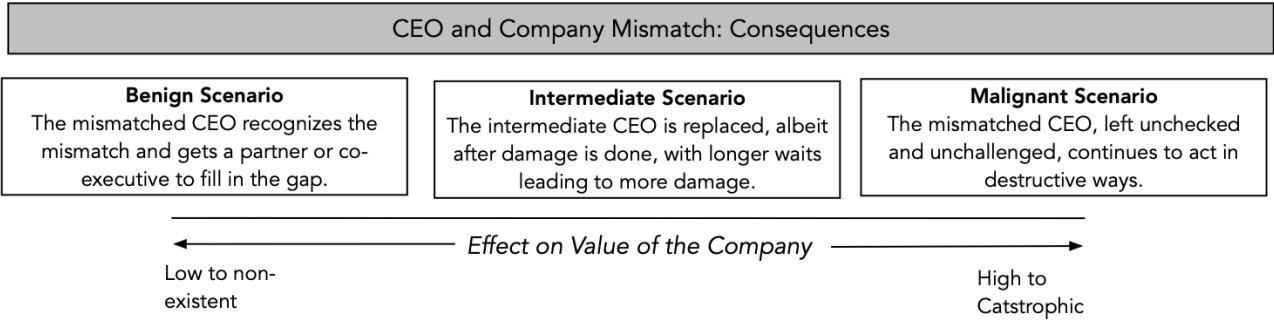 CEO and Company Mismatch: Consequences
Benign Scenario
The mismatched CEO recognizes the
mismatch and gets a partner or co-
executive to fill in the gap.
Intermediate Scenario
The intermediate CEO is replaced, albeit
after damage is done, with longer waits
leading to more damage.
Malignant Scenario
The mismatched CEO, left unchecked
and unchallenged, continues to act in
destructive ways.
Effect on Value of the Company
Low to non-
existent
High to
Catstrophic